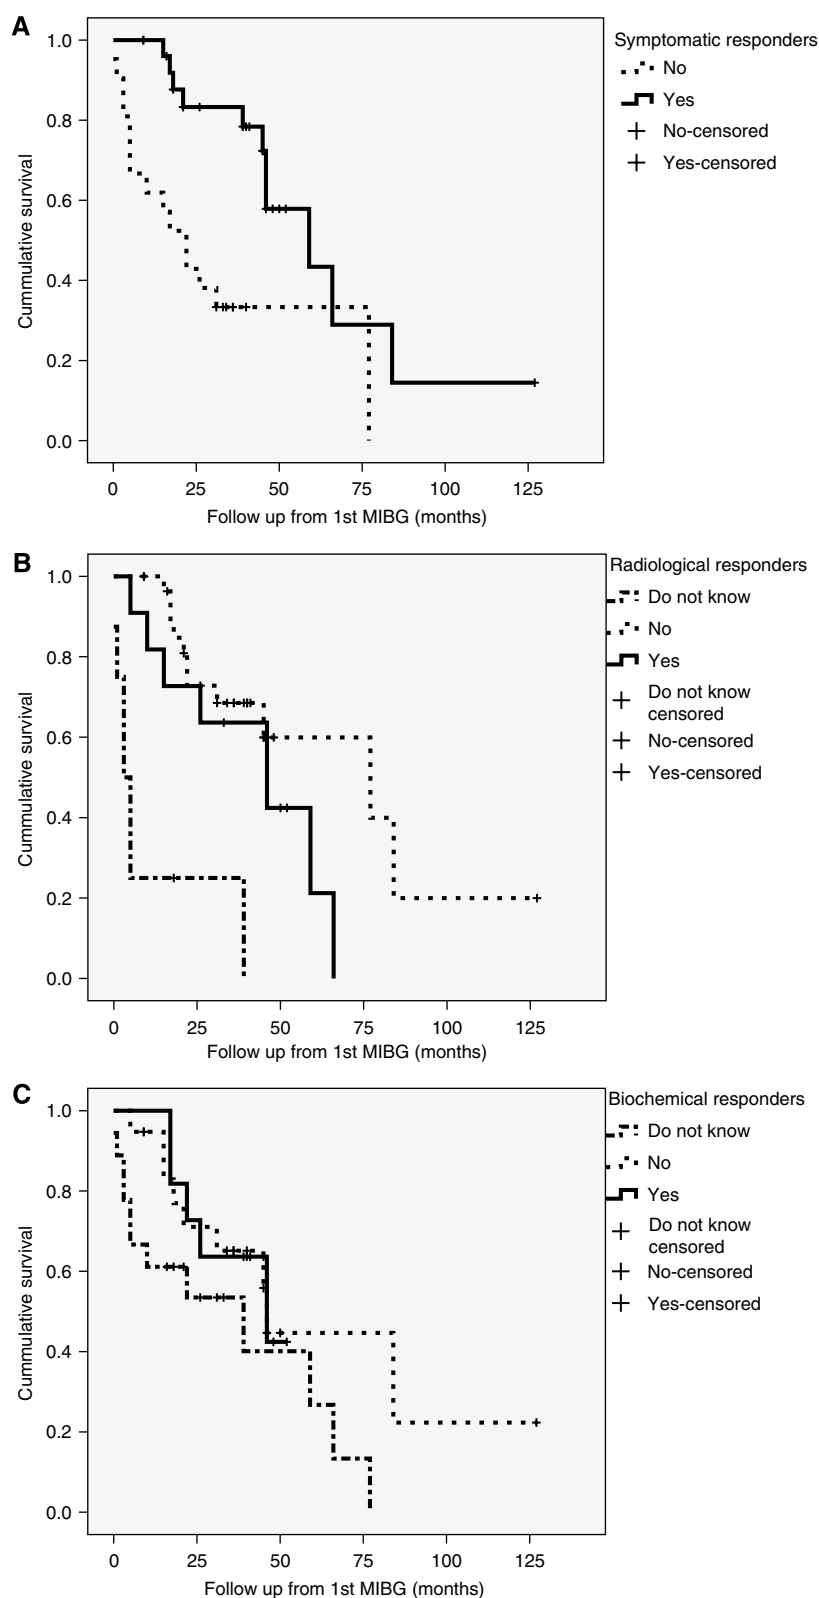 A
Symptomatic responders
No
Yes
No-censored
Yes-censored
Cummulative survival
1.0
0.8
0.6
0.4
0.2
0.0
0 25 50 75 100 125
Follow up from 1st MIBG (months)
B
Radiological responders
Do not know
No
Yes
Do not know
censored
No-censored
Yes-censored
Cummulative survival
1.0
0.8
0.6
0.4
0.2
0.0
0 25 50 75 100 125
Follow up from 1st MIBG (months)
C
Biochemical responders
Do not know
No
Yes
Do not know
censored
No-censored
Yes-censored
Cummulative survival
1.0
0.8
0.6
0.4
0.2
0.0
0 25 50 75 100 125
Follow up from 1st MIBG (months)